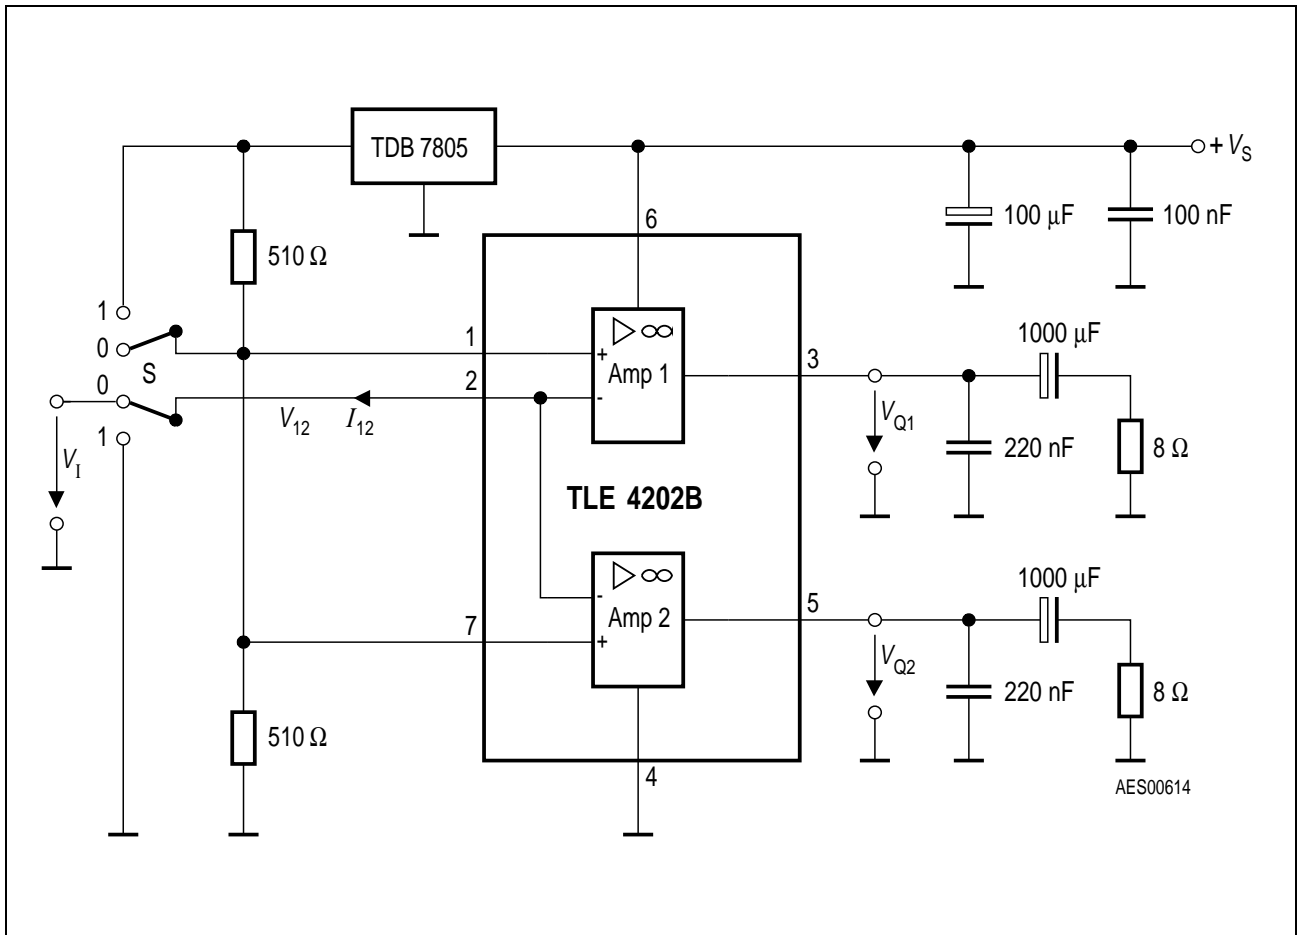 TDB 7805
+ V_S
6
100 µF
100 nF
510 Ω
1
0
S
0
1
1
2
V_12
I_12
V_I
Amp 1
+
-
3
1000 µF
V_Q1
220 nF
8 Ω
TLE 4202B
Amp 2
-
+
7
5
1000 µF
V_Q2
220 nF
8 Ω
510 Ω
4
AES00614